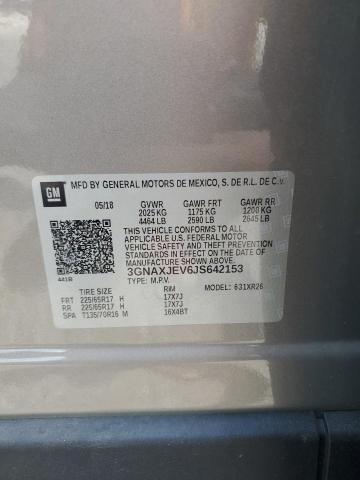 GM
MFD BY GENERAL MOTORS DE MEXICO, S. DE R.L. DE C.V.
05/18 GVWR GAWR FRT GAWR RR
2025 KG 1175 KG 1200 KG
4464 LB 2590 LB 2645 LB
THIS VEHICLE CONFORMS TO ALL
APPLICABLE U.S. FEDERAL MOTOR
VEHICLE SAFETY AND THEFT PREVENTION
STANDARDS IN EFFECT ON THE DATE OF
MANUFACTURE SHOWN ABOVE.
3GNAXJEV6JS642153
441B TYPE: M.P.V. 631XR26
TIRE SIZE RIM
FRT 225/65R17 H 17X7J
RR 225/65R17 H 17X7J
SPA T135/70R16 M 16X4BT